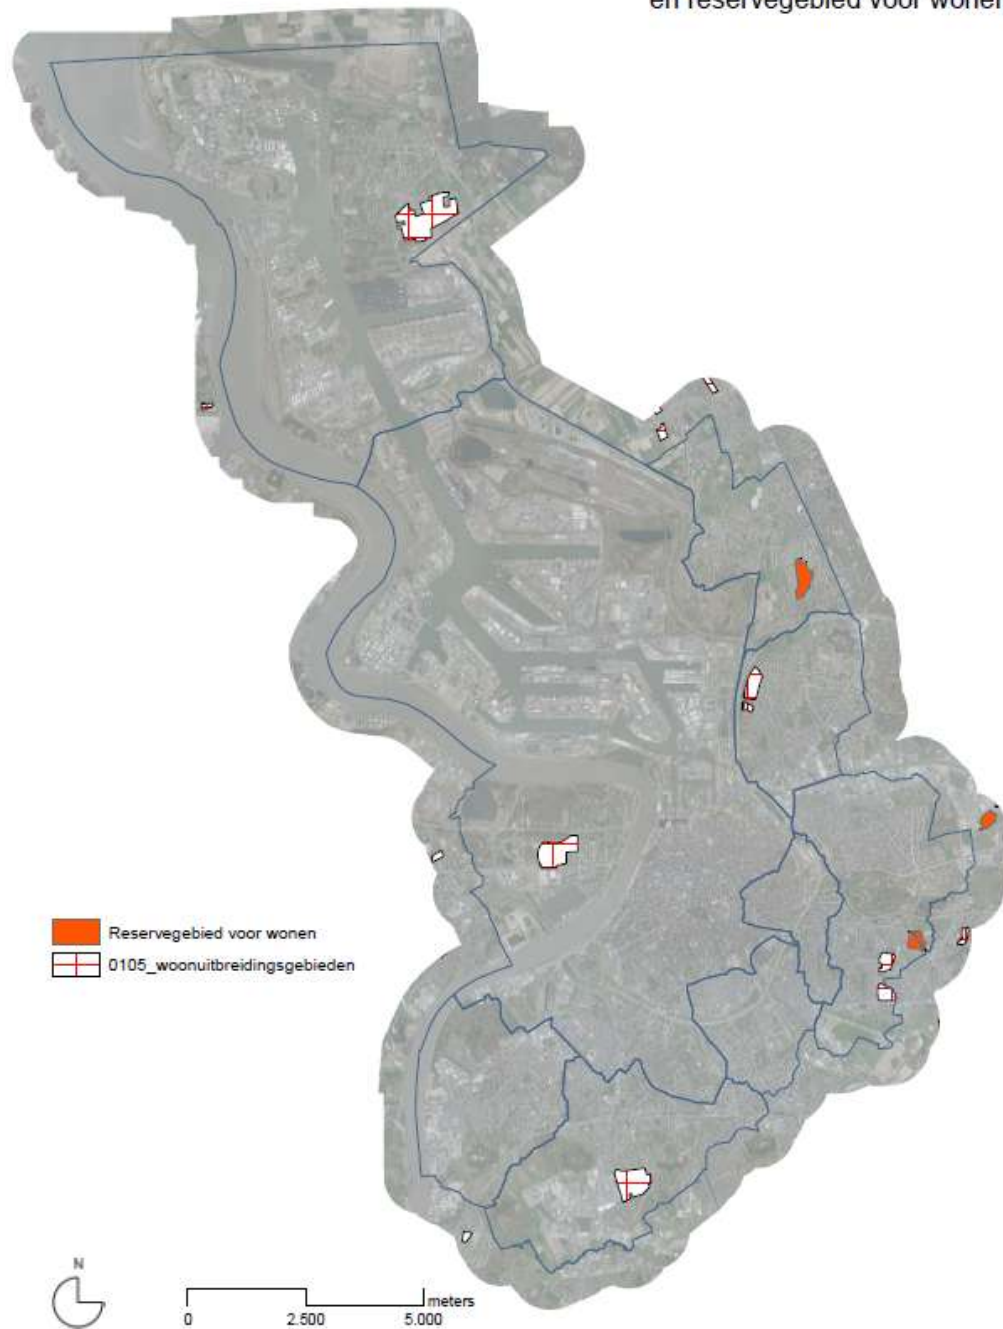 en reservegebied voor wonen
Reservegebied voor wonen
0105_woonuitbreidingsgebieden
N
meters
0 2.500 5.000